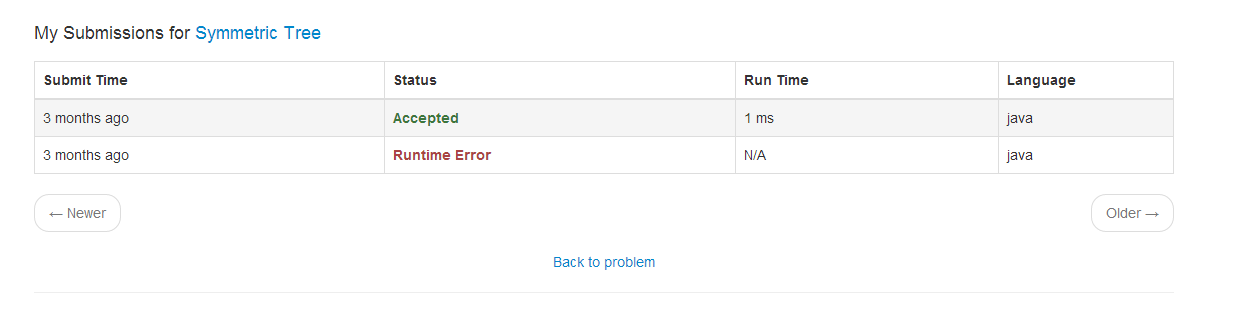 My Submissions for Symmetric Tree
Submit Time Status Run Time Language
3 months ago Accepted 1 ms java
3 months ago Runtime Error N/A java
← Newer Older →
Back to problem